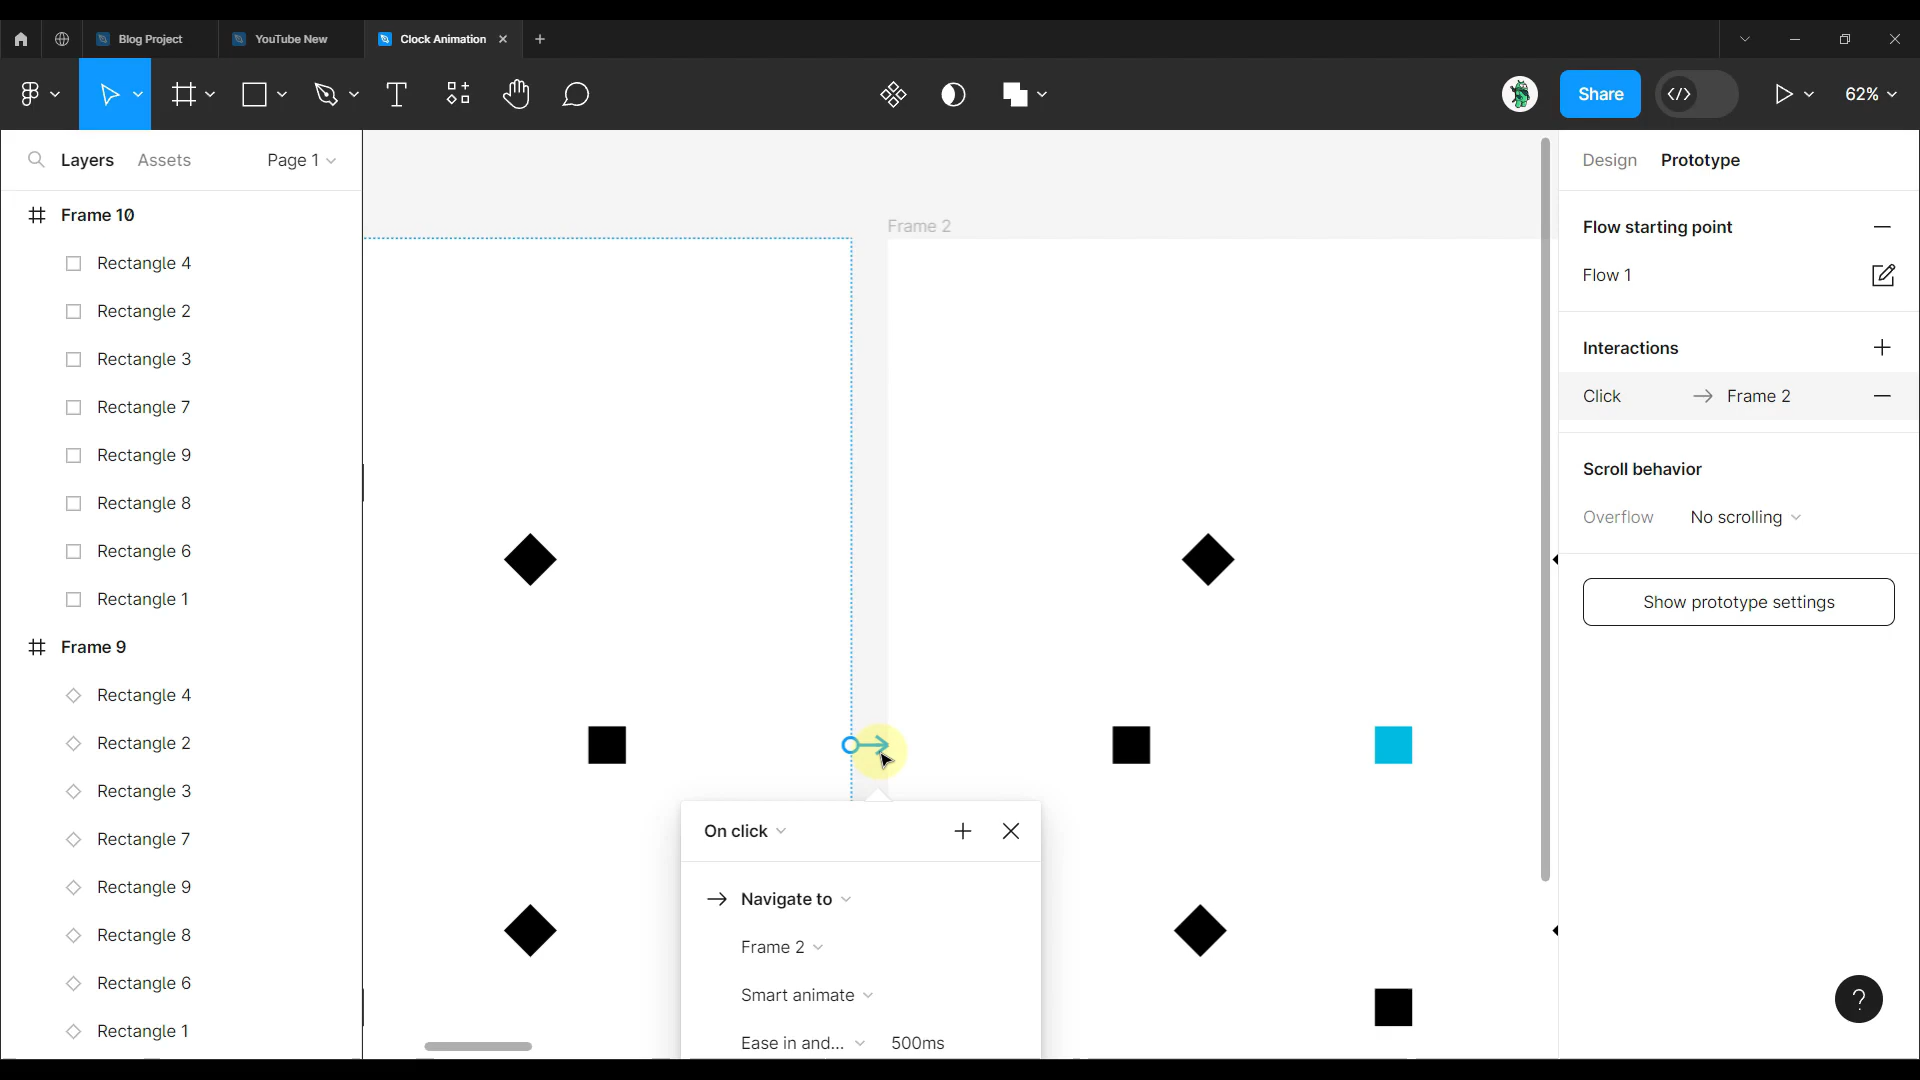 Blog Project
YouTube New
Clock Animation
Share
62%
Layers
Assets
Page 1
Frame 10
Rectangle 4
Rectangle 2
Rectangle 3
Rectangle 7
Rectangle 9
Rectangle 8
Rectangle 6
Rectangle 1
Frame 9
Rectangle 4
Rectangle 2
Rectangle 3
Rectangle 7
Rectangle 9
Rectangle 8
Rectangle 6
Rectangle 1
Frame 2
On click
Navigate to
Frame 2
Smart animate
Ease in and... 500ms
Design
Prototype
Flow starting point
Flow 1
Interactions
Click
Frame 2
Scroll behavior
Overflow
No scrolling
Show prototype settings
?